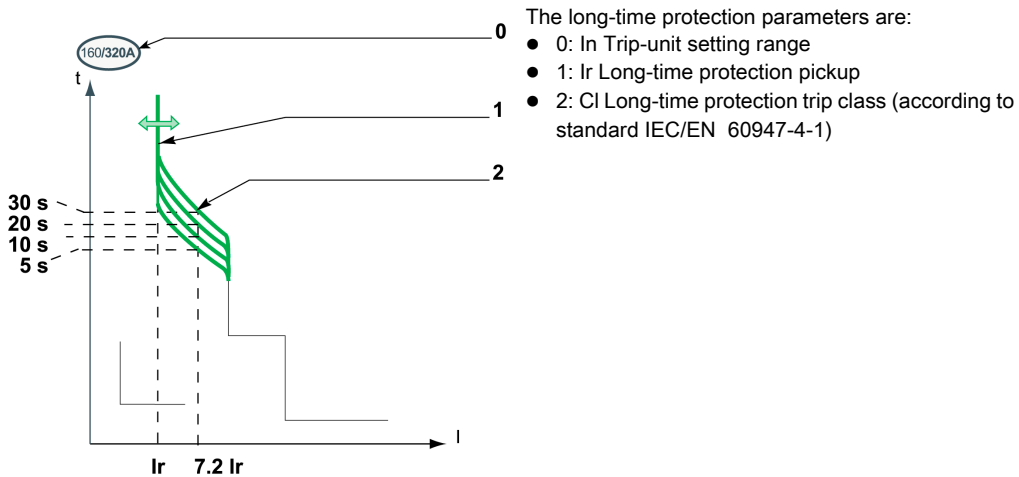 160/320A
0
t
1
2
30 s
20 s
10 s
5 s
Ir
7.2 Ir
I
The long-time protection parameters are:
● 0: In Trip-unit setting range
● 1: Ir Long-time protection pickup
● 2: Cl Long-time protection trip class (according to
standard IEC/EN 60947-4-1)